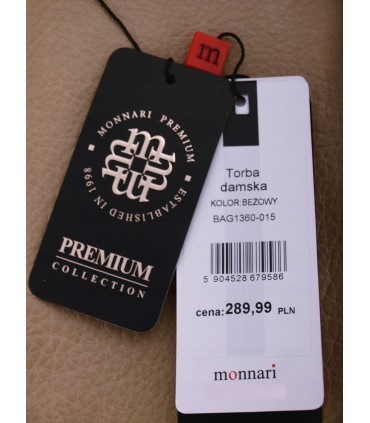 m
MONNARI PREMIUM
ESTABLISHED IN 1998
PREMIUM
COLLECTION
Torba
damska
KOLOR:BEŻOWY
BAG1360-015
5 904528 679586
cena:289,99 PLN
monnari